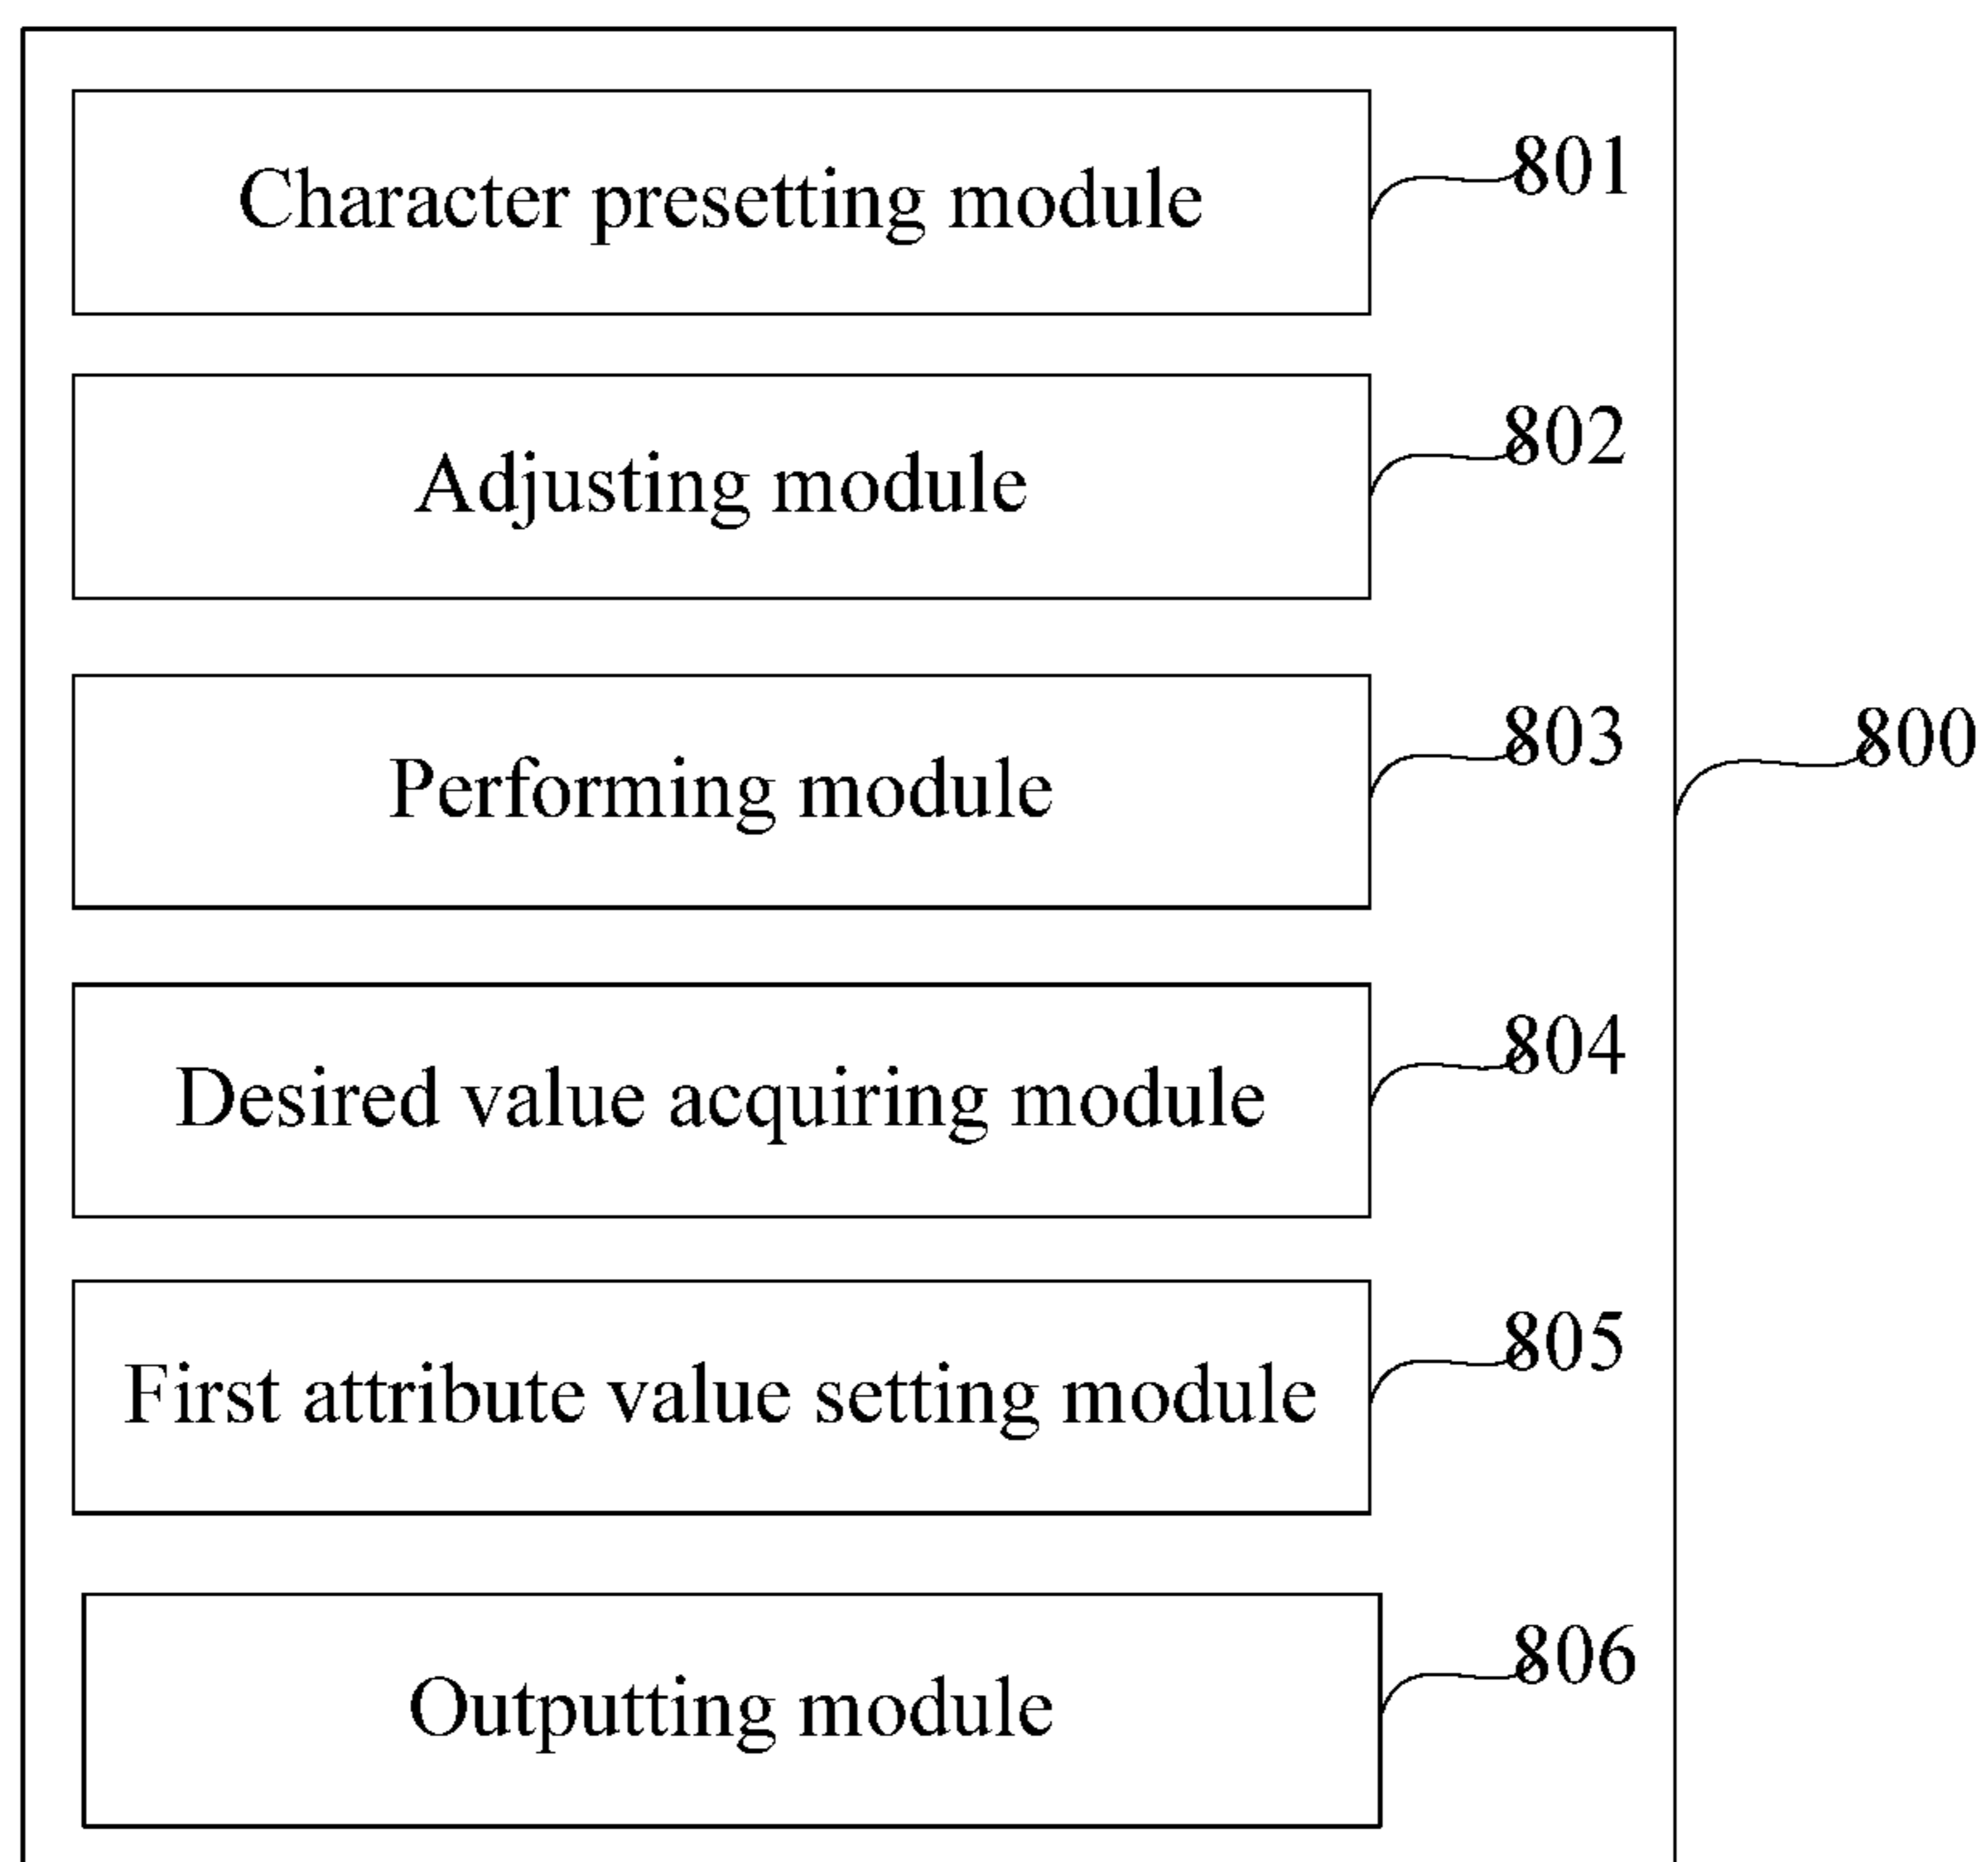 Character presetting module
801
Adjusting module
802
Performing module
803
800
Desired value acquiring module
804
First attribute value setting module
805
Outputting module
806